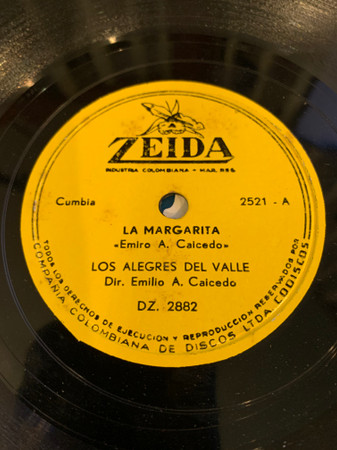 ZEIDA
INDUSTRIA COLOMBIANA - MAR. REG.
Cumbia
2521 - A
LA MARGARITA
«Emiro A. Caicedo»
LOS ALEGRES DEL VALLE
Dir. Emilio A. Caicedo
DZ. 2882
TODOS LOS DERECHOS DE EJECUCION Y REPRODUCCION RESERVADOS POR
COMPAÑIA COLOMBIANA DE DISCOS LTDA. CODISCOS